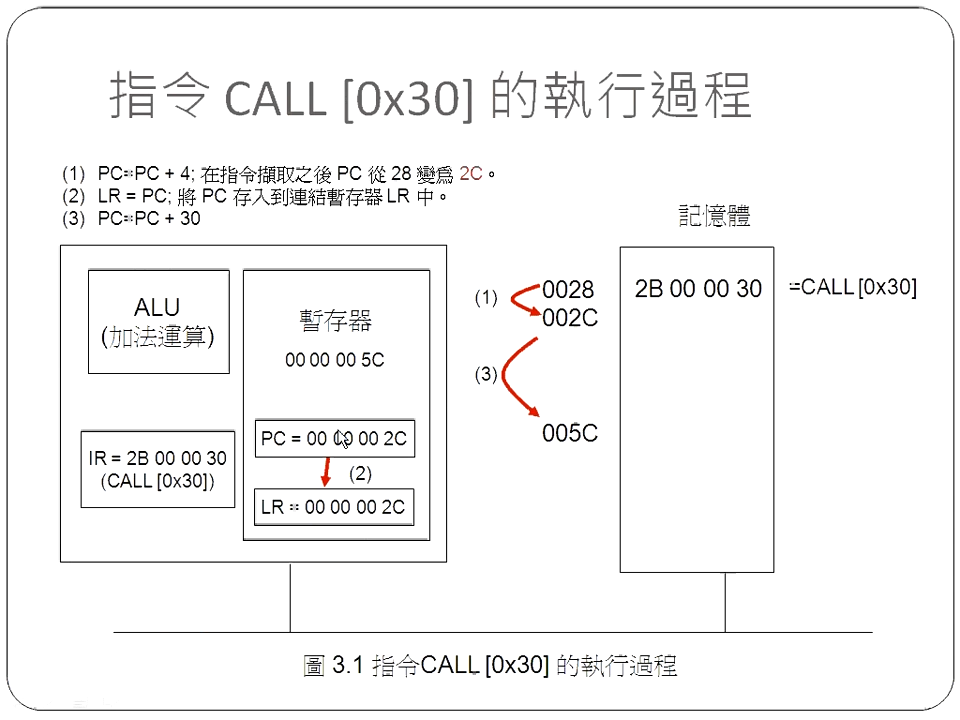 指令 CALL [0x30] 的執行過程
(1) PC=PC + 4; 在指令擷取之後 PC 從 28 變爲 2C。
(2) LR = PC; 將 PC 存入到連結暫存器 LR 中。
(3) PC=PC + 30
記憶體
ALU
(加法運算)
暫存器
00 00 00 5C
PC = 00 00 00 2C
(2)
LR = 00 00 00 2C
IR = 2B 00 00 30
(CALL [0x30])
(1)
0028
002C
(3)
005C
2B 00 00 30
=CALL [0x30]
圖 3.1 指令CALL [0x30] 的執行過程